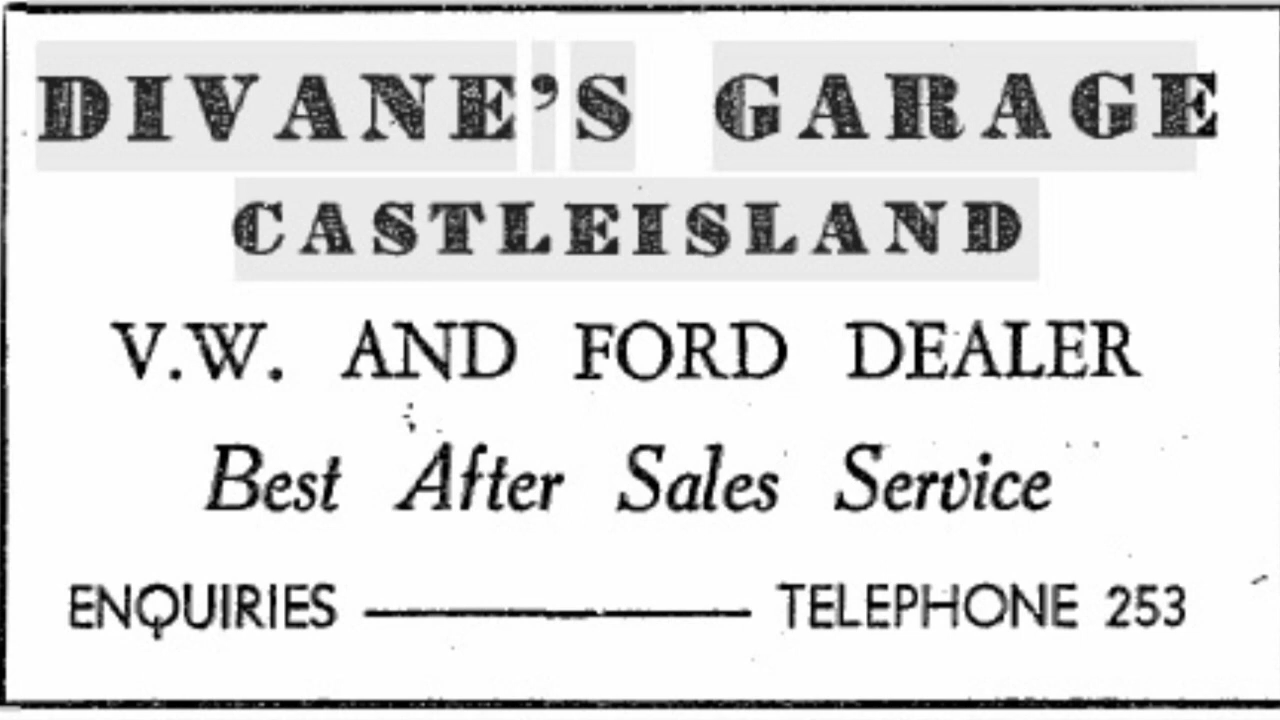 DIVANE'S GARAGE
CASTLEISLAND
V.W. AND FORD DEALER
Best After Sales Service
ENQUIRIES ——— TELEPHONE 253